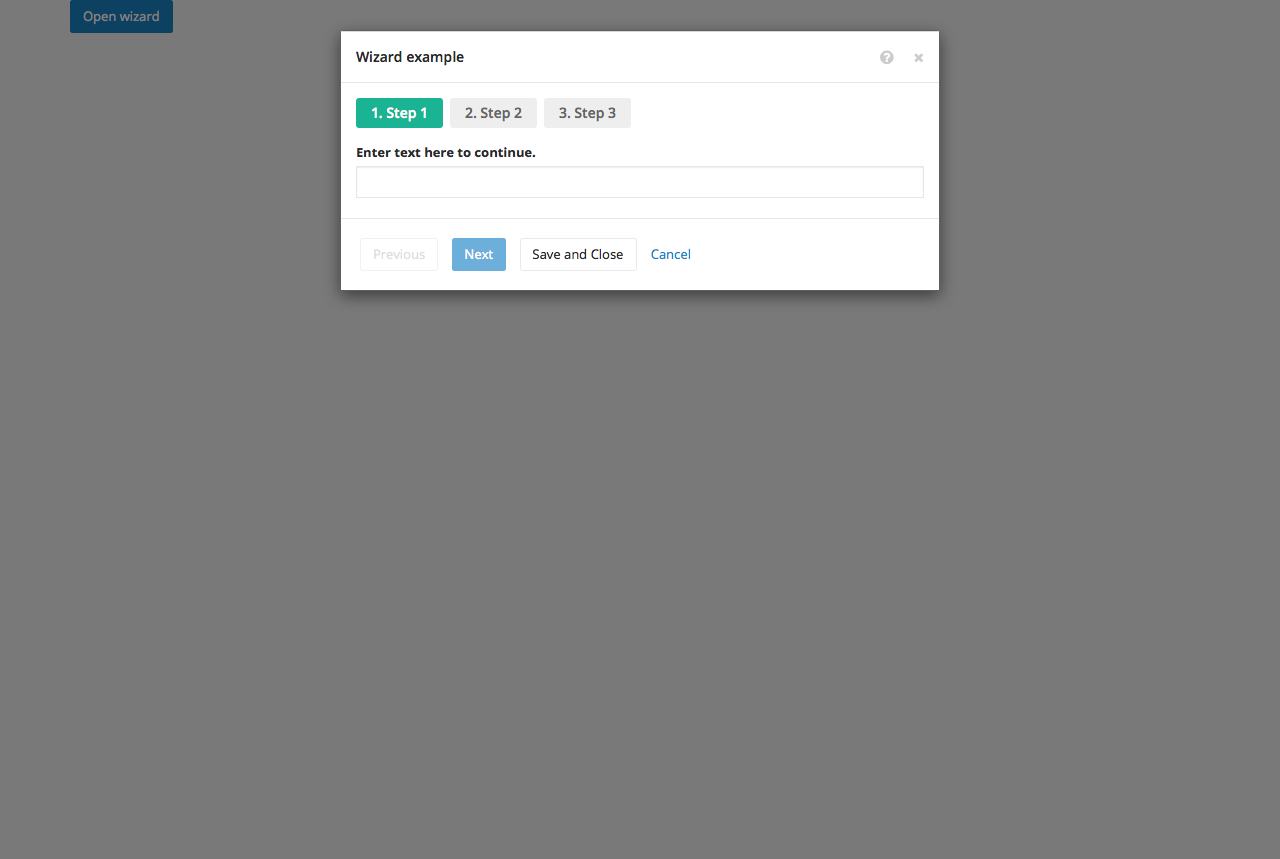 Open wizard
Wizard example
1. Step 1 2. Step 2 3. Step 3
Enter text here to continue.
Previous Next Save and Close Cancel